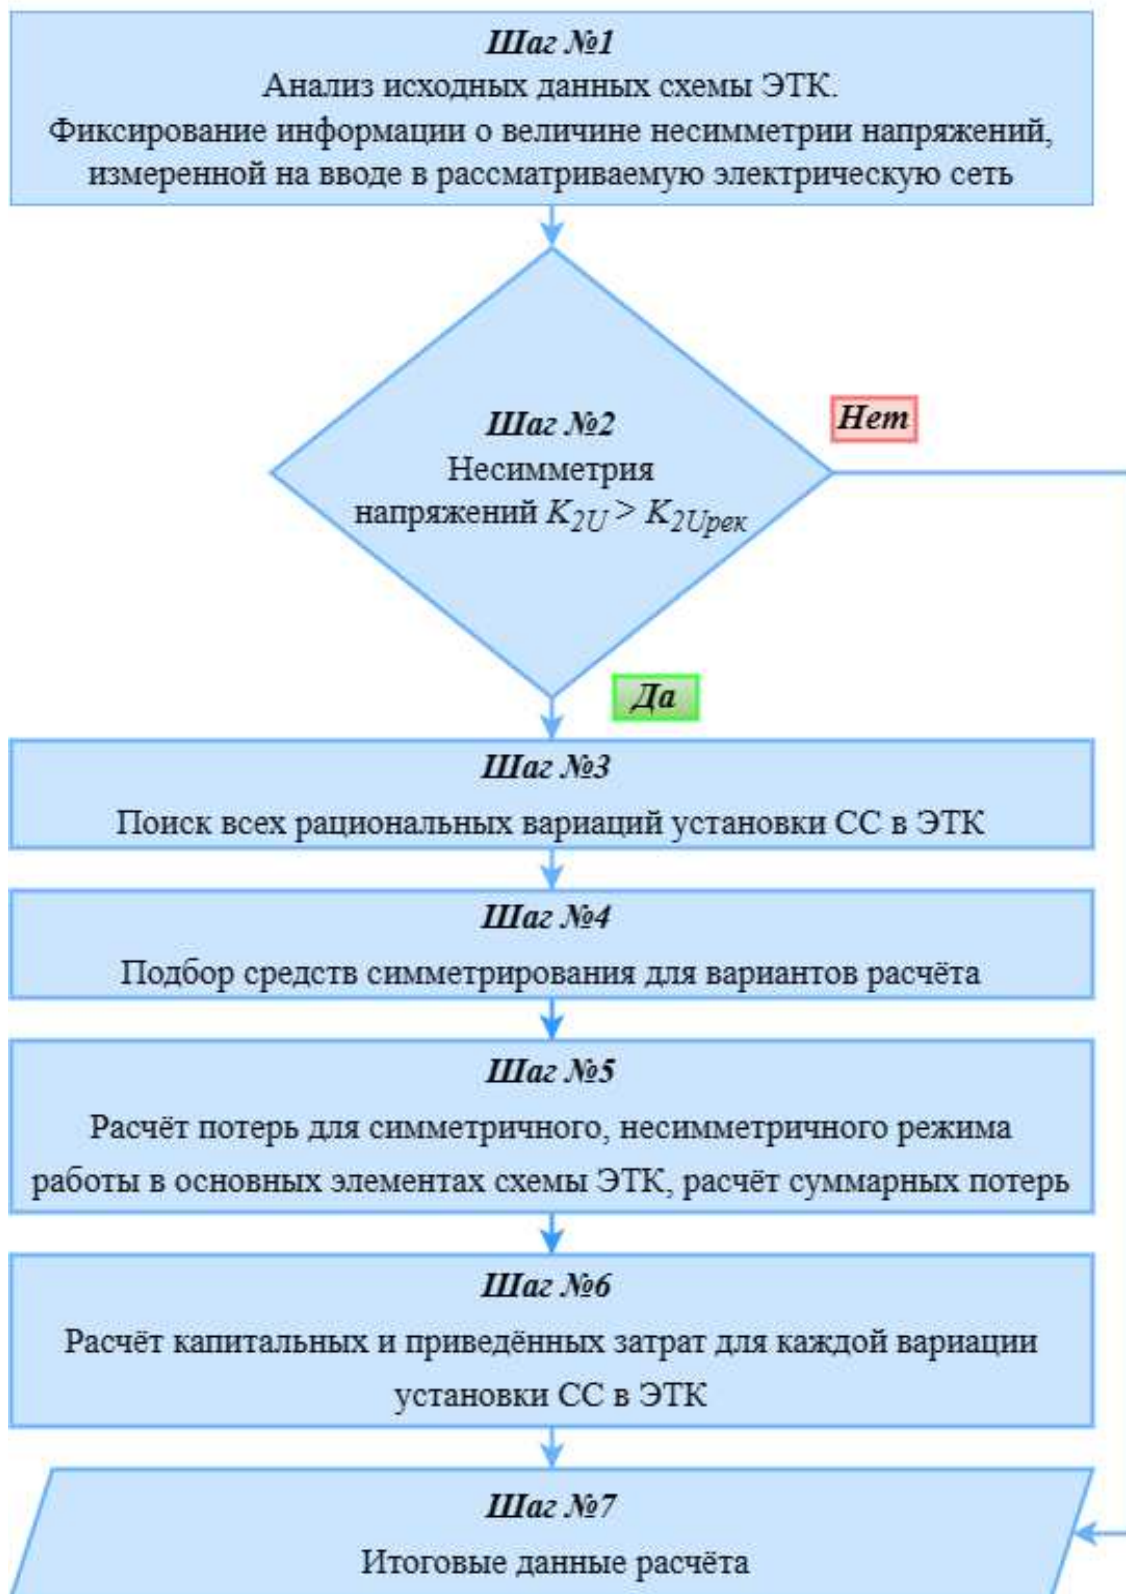 Шаг №1
Анализ исходных данных схемы ЭТК.
Фиксирование информации о величине несимметрии напряжений,
измеренной на вводе в рассматриваемую электрическую сеть
Шаг №2
Несимметрия
напряжений K2U > K2Uрек
Нет
Да
Шаг №3
Поиск всех рациональных вариаций установки СС в ЭТК
Шаг №4
Подбор средств симметрирования для вариантов расчёта
Шаг №5
Расчёт потерь для симметричного, несимметричного режима
работы в основных элементах схемы ЭТК, расчёт суммарных потерь
Шаг №6
Расчёт капитальных и приведённых затрат для каждой вариации
установки СС в ЭТК
Шаг №7
Итоговые данные расчёта